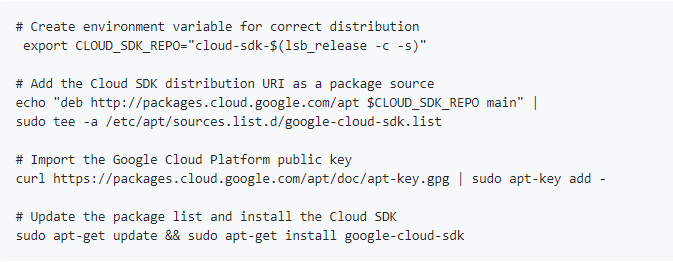 # Create environment variable for correct distribution
export CLOUD_SDK_REPO="cloud-sdk-$(lsb_release -c -s)"
# Add the Cloud SDK distribution URI as a package source
echo "deb http://packages.cloud.google.com/apt $CLOUD_SDK_REPO main" |
sudo tee -a /etc/apt/sources.list.d/google-cloud-sdk.list
# Import the Google Cloud Platform public key
curl https://packages.cloud.google.com/apt/doc/apt-key.gpg | sudo apt-key add -
# Update the package list and install the Cloud SDK
sudo apt-get update && sudo apt-get install google-cloud-sdk